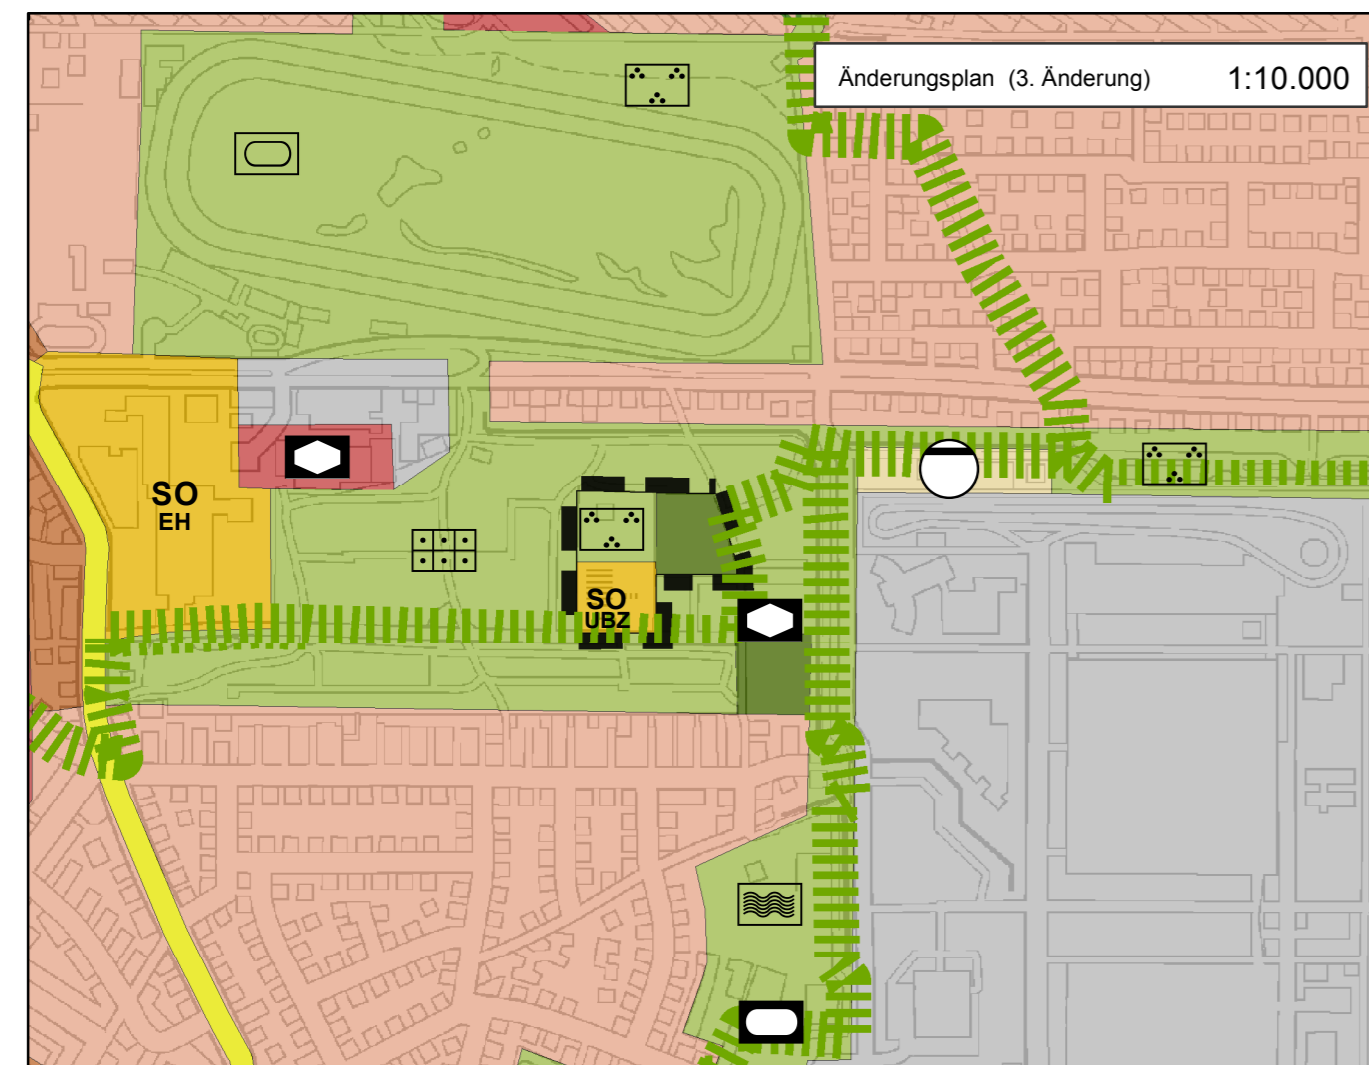 Änderungsplan (3. Änderung) 1:10.000
SO
EH
SO
UBZ